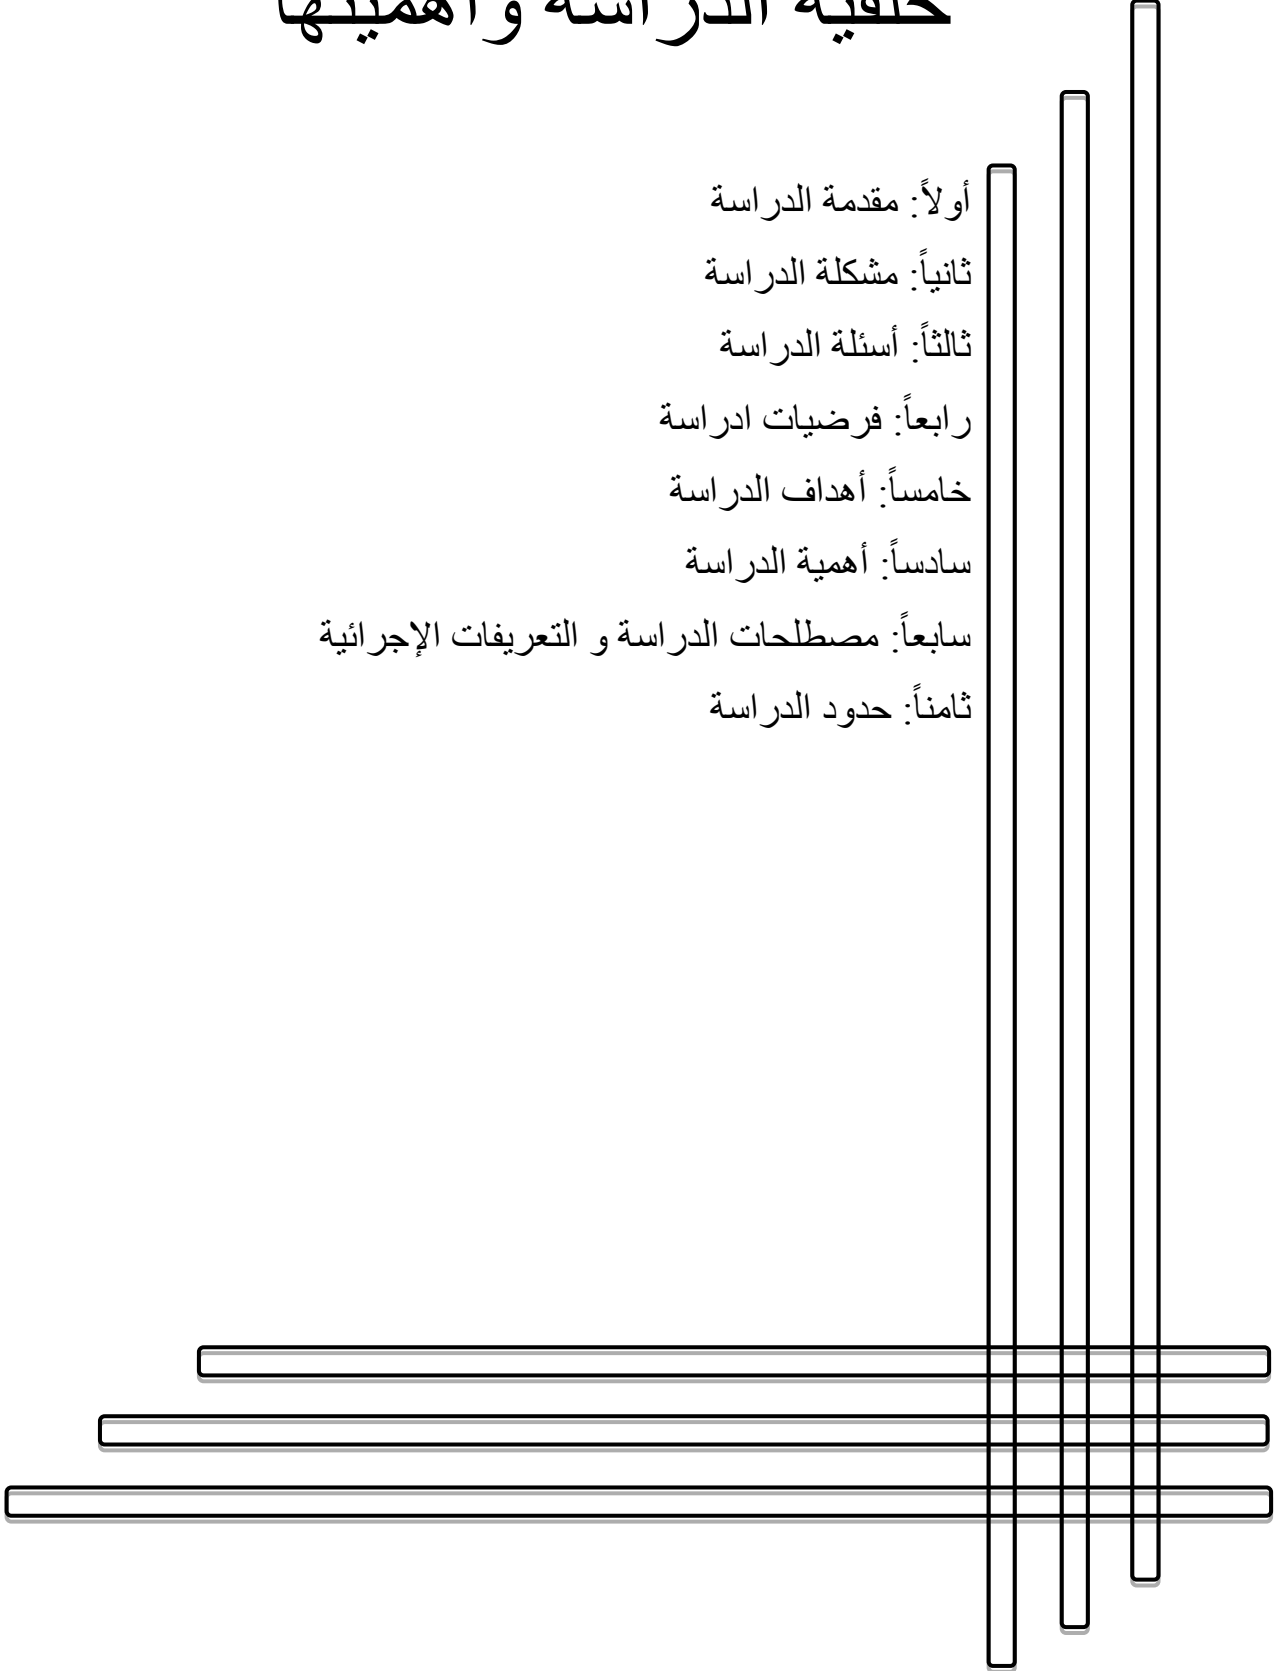 خلفية الدراسة وأهميتها
أولاً: مقدمة الدراسة
ثانياً: مشكلة الدراسة
ثالثاً: أسئلة الدراسة
رابعاً: فرضيات ادراسة
خامساً: أهداف الدراسة
سادساً: أهمية الدراسة
سابعاً: مصطلحات الدراسة و التعريفات الإجرائية
ثامناً: حدود الدراسة